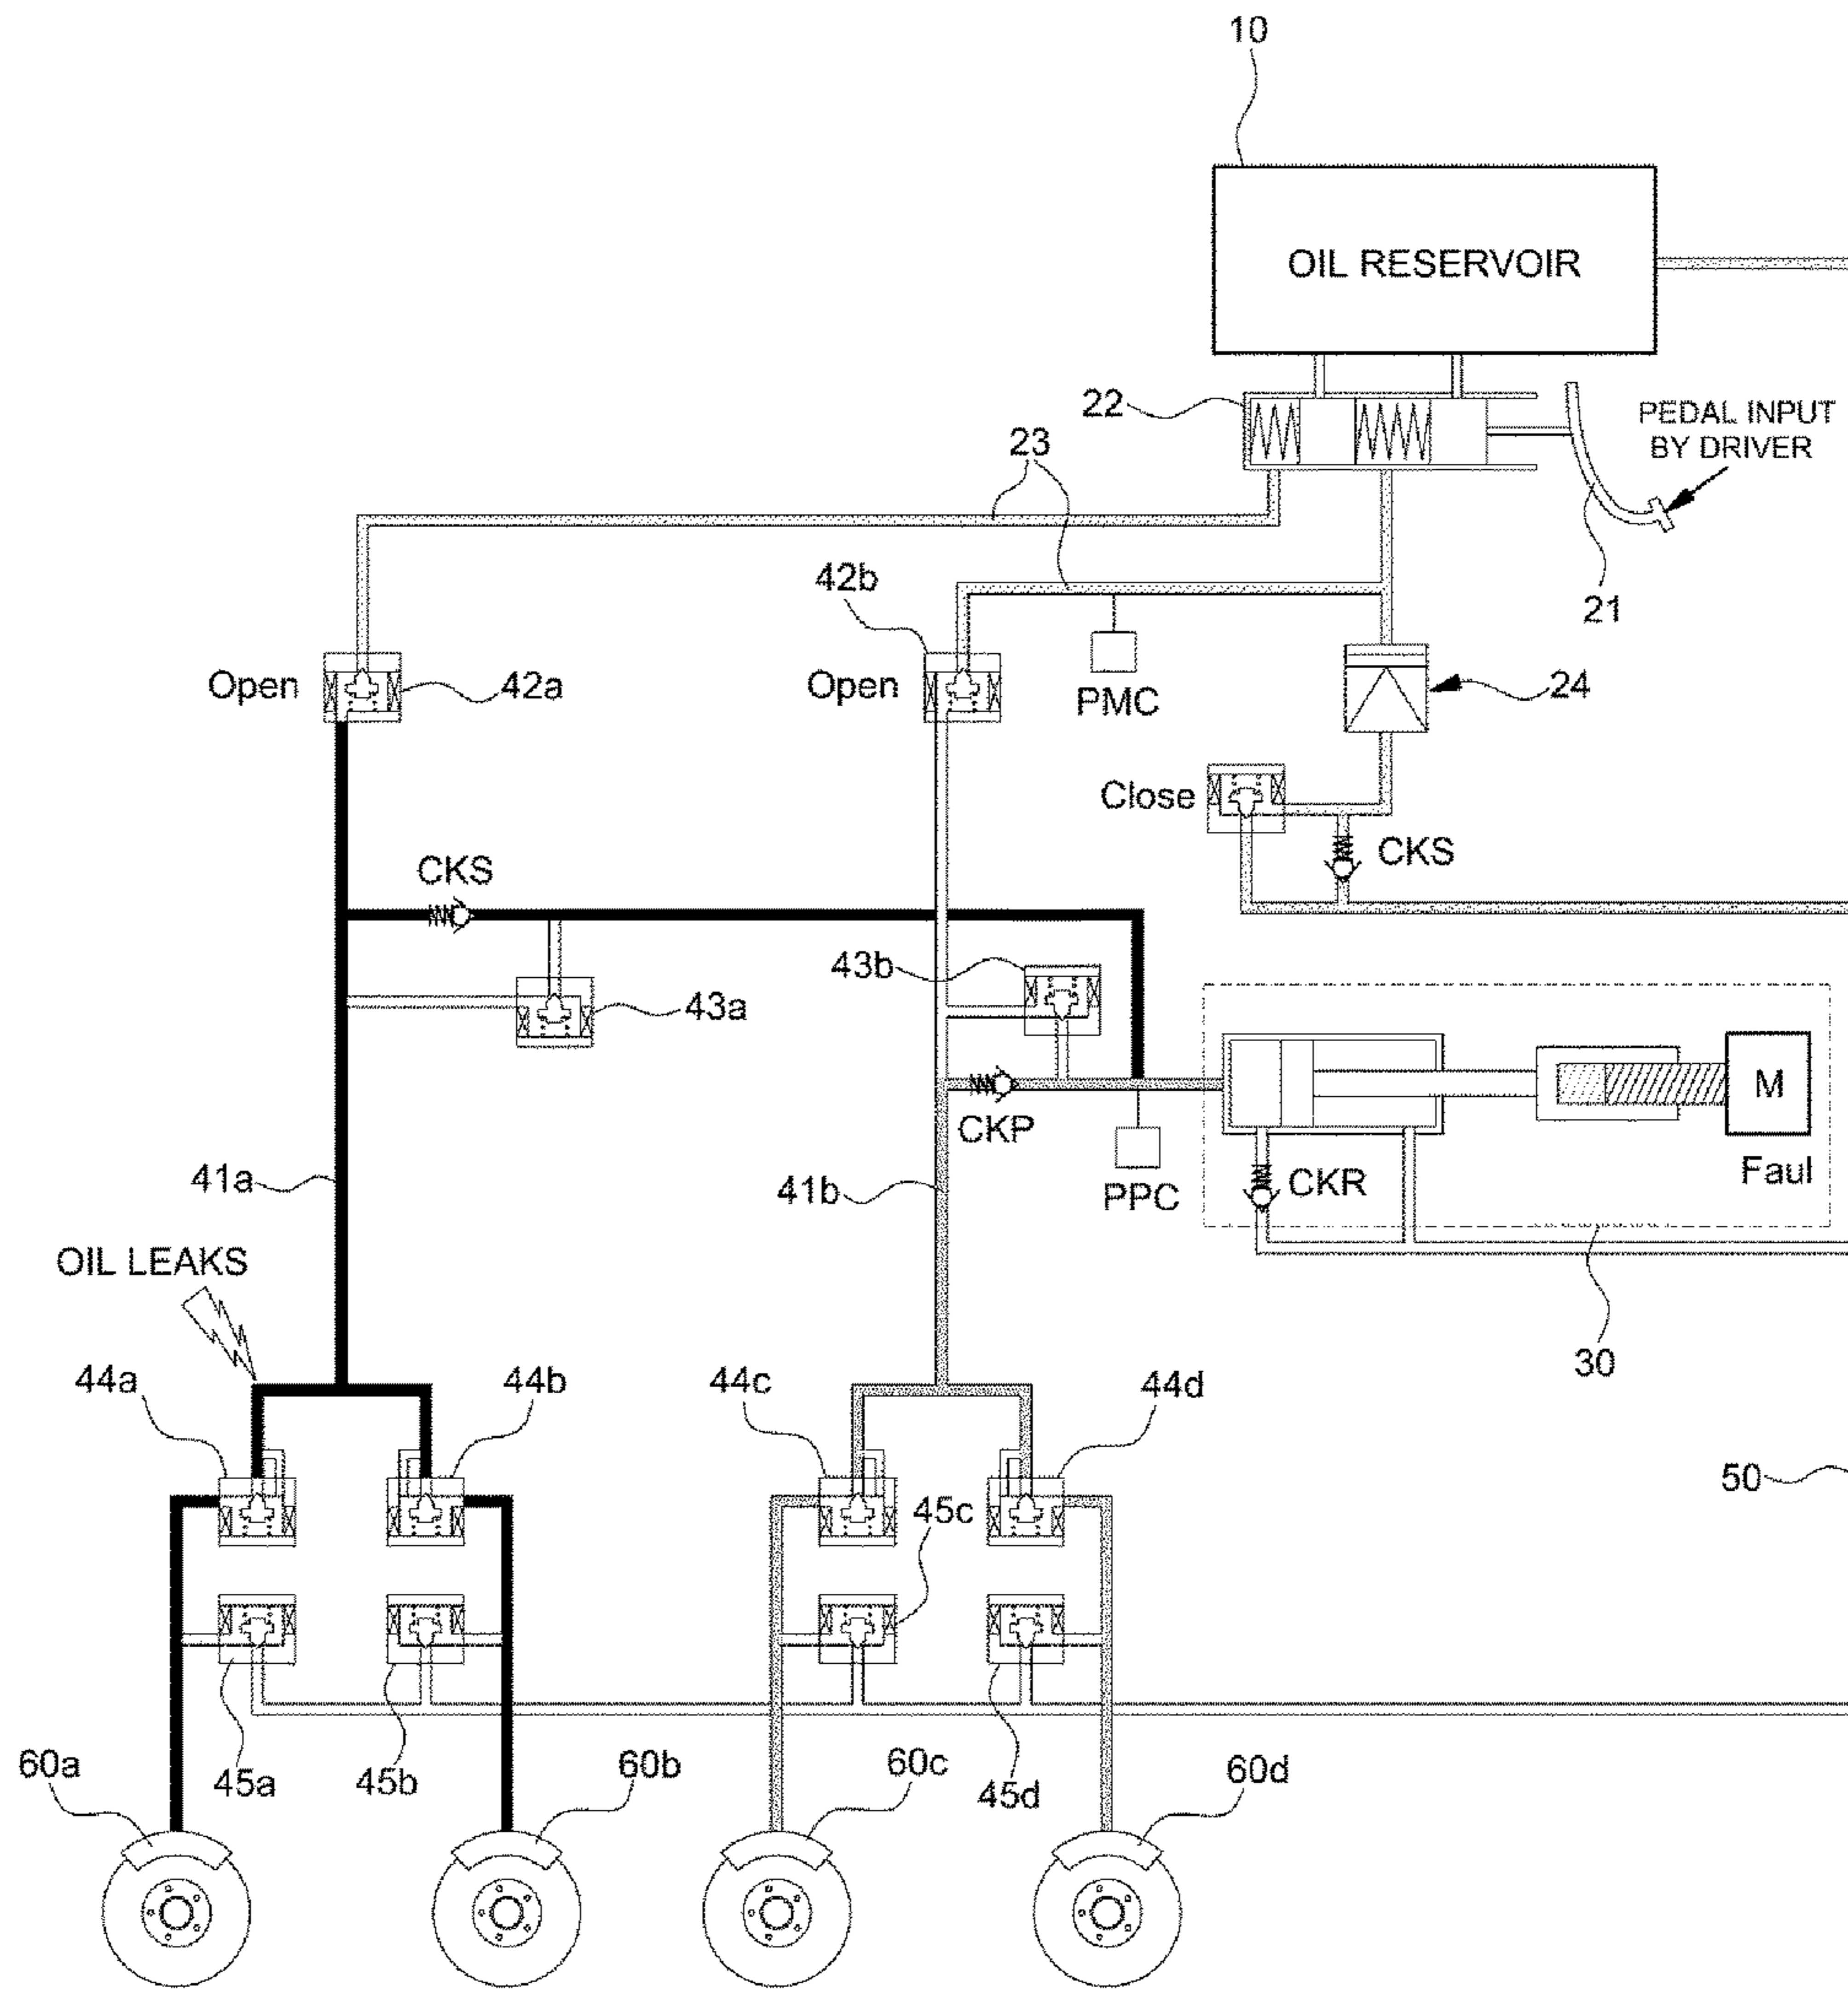 10
OIL RESERVOIR
22
PEDAL INPUT
BY DRIVER
23
21
42b
Open
42a
Open
PMC
24
Close
CKS
CKS
43b
43a
M
CKP
41a
41b
PPC
CKR
Faul
OIL LEAKS
30
44a
44b
44c
44d
50
45c
60a
45a
45b
60b
60c
45d
60d